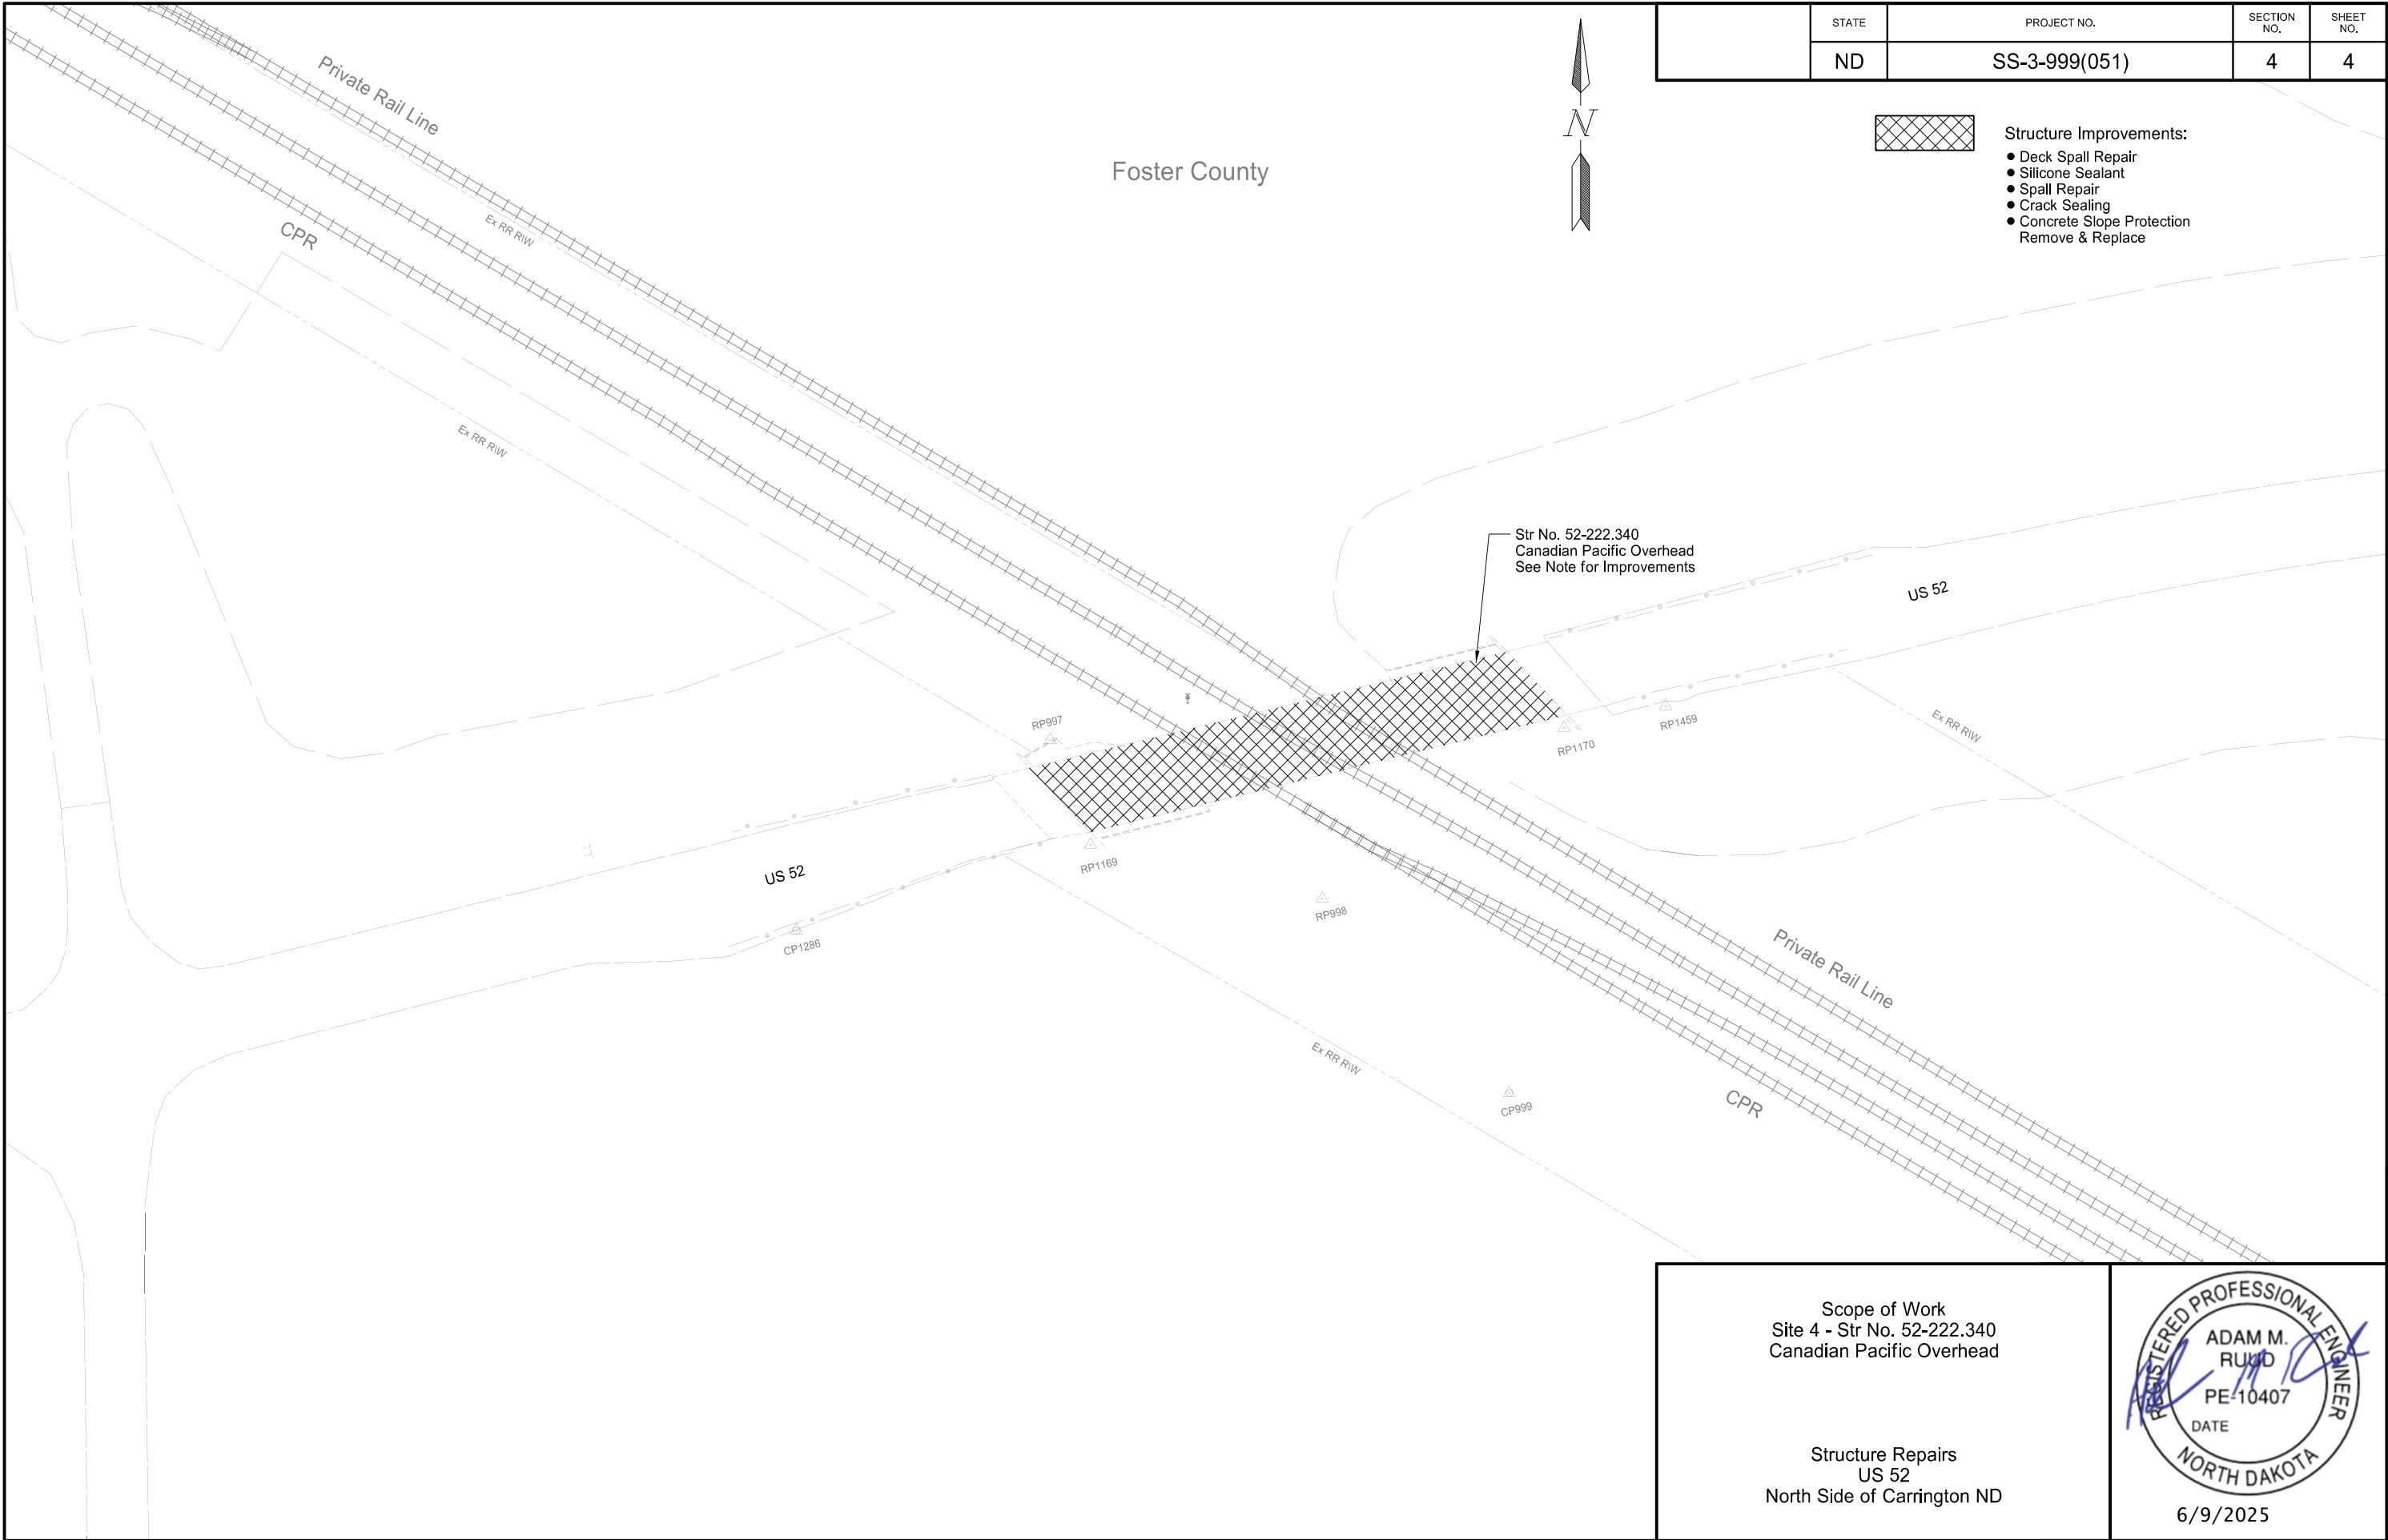 STATE
PROJECT NO.
SECTION
NO.
SHEET
NO.
ND
SS-3-999(051)
4
4
Private Rail Line
Foster County
N
Structure Improvements:
● Deck Spall Repair
● Silicone Sealant
● Spall Repair
● Crack Sealing
● Concrete Slope Protection
Remove & Replace
CPR
Ex RR R\W
Ex RR R\W
Str No. 52-222.340
Canadian Pacific Overhead
See Note for Improvements
US 52
RP997
RP1170
RP1459
Ex RR R\W
US 52
RP1169
RP998
CP1286
Private Rail Line
Ex RR R\W
CP999
CPR
Scope of Work
Site 4 - Str No. 52-222.340
Canadian Pacific Overhead
Structure Repairs
US 52
North Side of Carrington ND
REGISTERED PROFESSIONAL ENGINEER
ADAM M.
RUUD
PE-10407
DATE
NORTH DAKOTA
6/9/2025